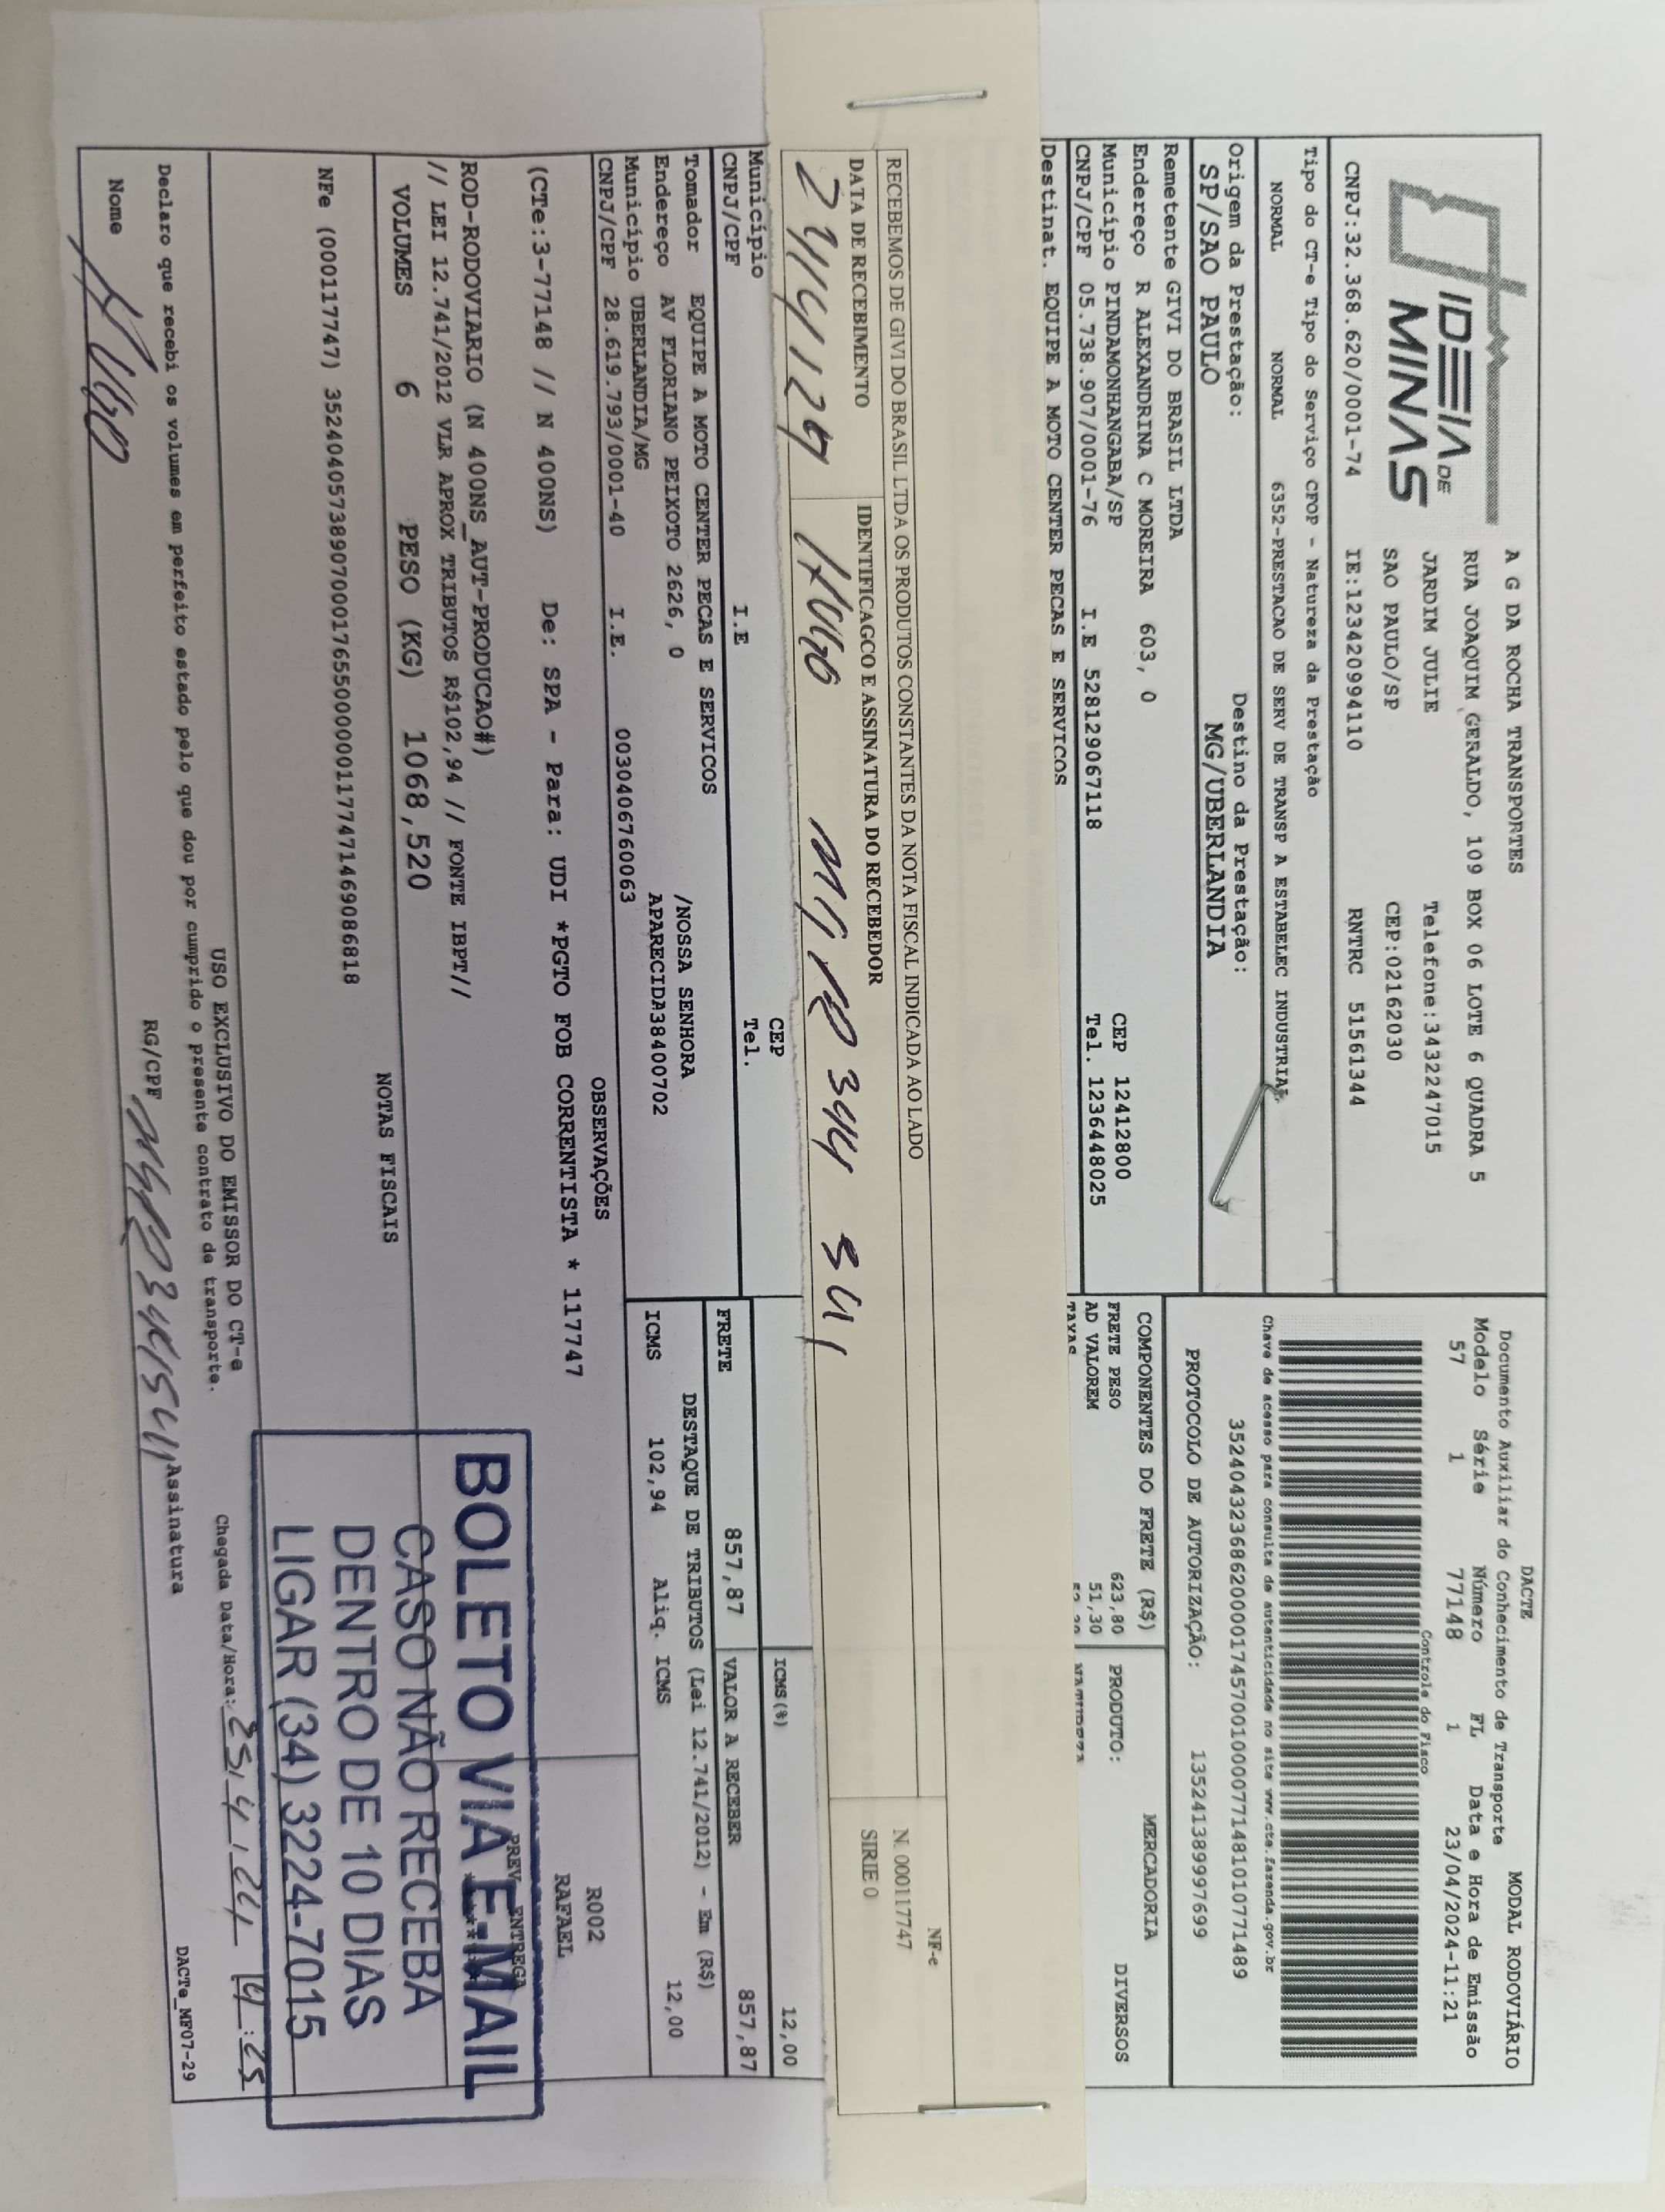 IDEIA DE
MINAS
CNPJ:32.368.620/0001-74
A G DA ROCHA TRANSPORTES
RUA JOAQUIM GERALDO, 109 BOX 06 LOTE 6 QUADRA 5
JARDIM JULIE Telefone:3432247015
SAO PAULO/SP CEP:02162030
IE:123420994110 RNTRC 51561344
DACTE MODAL RODOVIÁRIO
Documento Auxiliar do Conhecimento de Transporte
Modelo Série Número FL Data e Hora de Emissão
57 1 77148 1 23/04/2024-11:21
Controle do Fisco
Chave de acesso para consulta de autenticidade no site www.cte.fazenda.gov.br
Tipo do CT-e Tipo do Serviço CFOP - Natureza da Prestação
NORMAL NORMAL 6352-PRESTACAO DE SERV DE TRANSP A ESTABELEC INDUSTRIAL
35240432368620000174570010000771481010771489
Origem da Prestação: Destino da Prestação:
SP/SAO PAULO MG/UBERLANDIA
PROTOCOLO DE AUTORIZAÇÃO: 135241389997699
Remetente GIVI DO BRASIL LTDA
Endereço R ALEXANDRINA C MOREIRA 603, 0
Município PINDAMONHANGABA/SP CEP 12412800
CNPJ/CPF 05.738.907/0001-76 I.E 528129067118 Tel. 1236448025
Destinat. EQUIPE A MOTO CENTER PECAS E SERVICOS
COMPONENTES DO FRETE (R$) MERCADORIA
FRETE PESO 623,80 PRODUTO: DIVERSOS
AD VALOREM 51,30
TAXAS
RECEBEMOS DE GIVI DO BRASIL LTDA OS PRODUTOS CONSTANTES DA NOTA FISCAL INDICADA AO LADO
DATA DE RECEBIMENTO IDENTIFICAGCO E ASSINATURA DO RECEBEDOR
HUGO
NF-e
N. 000117747
SIRIE 0
Município CEP
CNPJ/CPF I.E Tel.
ICMS(%) 12,00
Tomador EQUIPE A MOTO CENTER PECAS E SERVICOS
Endereço AV FLORIANO PEIXOTO 2626, 0 /NOSSA SENHORA
Município UBERLANDIA/MG APARECIDA38400702
CNPJ/CPF 28.619.793/0001-40 I.E. 0030406760063
FRETE 857,87 VALOR A RECEBER 857,87
DESTAQUE DE TRIBUTOS (Lei 12.741/2012) - Em (R$)
ICMS 102,94 Aliq. ICMS 12,00
OBSERVAÇÕES
(CTe:3-77148 // N 400NS) De: SPA - Para: UDI *PGTO FOB CORRENTISTA * 117747
R002
RAFAEL
ROD-RODOVIARIO (N 400NS_AUT-PRODUCAO#)
// LEI 12.741/2012 VLR APROX TRIBUTOS R$102,94 // FONTE IBPT//
PREV ENTREGA
VOLUMES 6 PESO (KG) 1068,520
NOTAS FISCAIS
NFe (000117747) 35240405738907000176550000001177471469086818
BOLETO VIA E-MAIL
CASO NÃO RECEBA
DENTRO DE 10 DIAS
LIGAR (34) 3224-7015
USO EXCLUSIVO DO EMISSOR DO CT-e
Declaro que recebi os volumes em perfeito estado pelo que dou por cumprido o presente contrato de transporte.
Chegada Data/Hora:
Nome HUGO RG/CPF Assinatura
DACTe_MF07-29